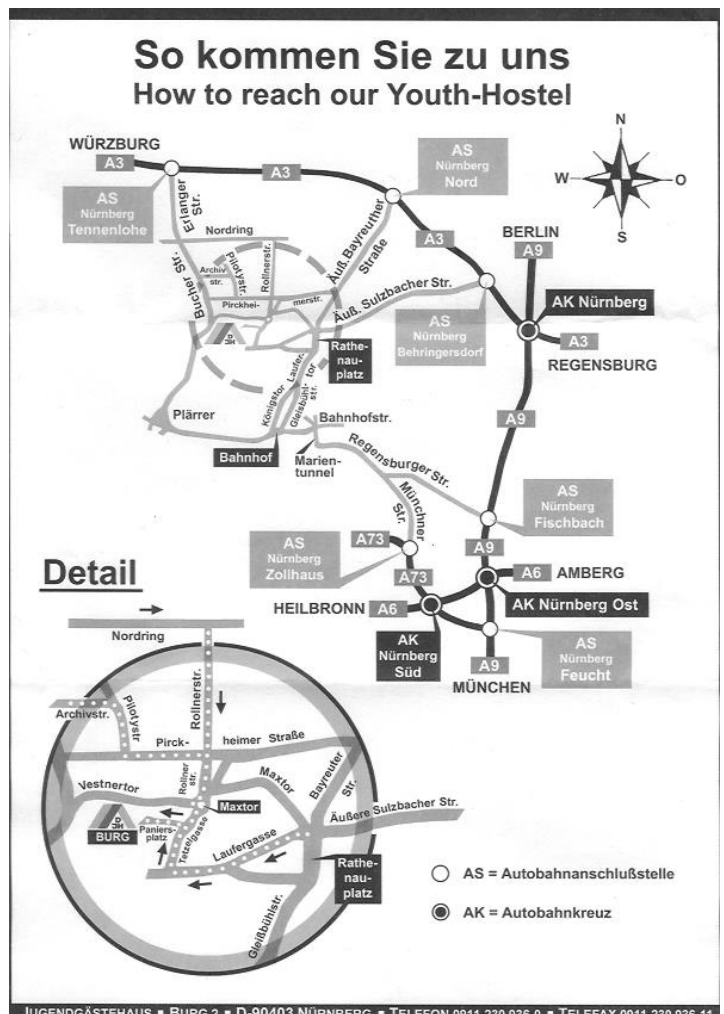 So kommen Sie zu uns
How to reach our Youth-Hostel
WÜRZBURG
A3
A3
AS
Nürnberg
Tennenlohe
Erlanger
Str.
Nordring
Bucher Str.
Archiv
str.
Pilotystr.
Rollnerstr.
Pirckhei-
merstr.
Äuß. Bayreuther
Straße
AS
Nürnberg
Nord
A3
N
W
O
S
BERLIN
A9
AK Nürnberg
A3
REGENSBURG
Äuß. Sulzbacher Str.
AS
Nürnberg
Behringersdorf
DJH
Rathe-
nau-
platz
Laufer-
tor
Königstor
Gleisbühl-
str.
Plärrer
Bahnhof
Bahnhofstr.
Marien-
tunnel
Regensburger Str.
A9
Münchner
Str.
AS
Nürnberg
Fischbach
A73
AS
Nürnberg
Zollhaus
A73
A9
A6
AMBERG
AK Nürnberg Ost
HEILBRONN
A6
AK
Nürnberg
Süd
A9
MÜNCHEN
AS
Nürnberg
Feucht
Detail
Nordring
Rollnerstr.
Pilotystr
Archivstr.
Pirck-
heimer Straße
Rollner
str.
Vestnertor
Maxtor
Maxtor
Bayreuter
Str.
Äußere Sulzbacher Str.
DJH
BURG
Paniers-
platz
Tetzelgasse
Laufergasse
Rathe-
nau-
platz
Gleißbühlstr.
AS = Autobahnanschlußstelle
AK = Autobahnkreuz
JUGENDGÄSTEHAUS ▪ BURG 2 ▪ D-90403 NÜRNBERG ▪ TELEFON 0911 230 936-0 ▪ TELEFAX 0911 230 936-11